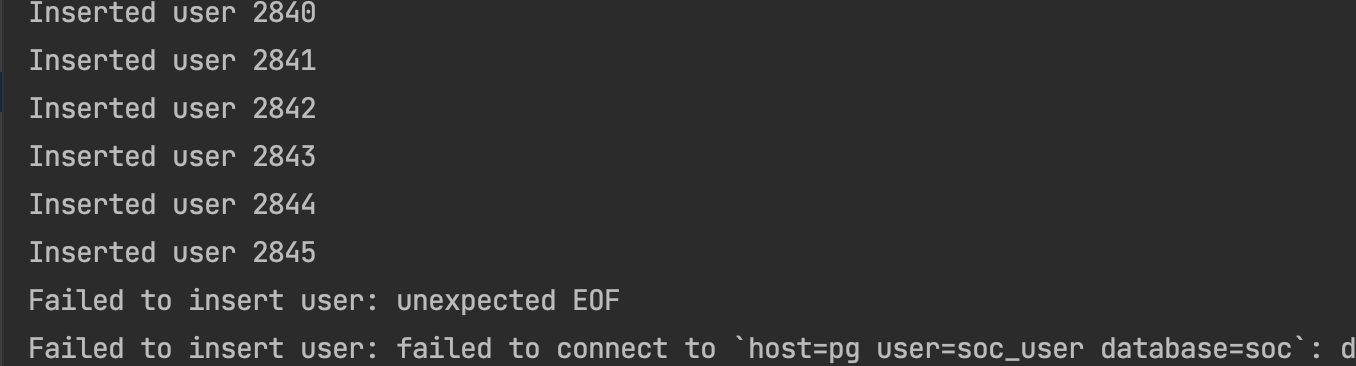 Inserted user 2840
Inserted user 2841
Inserted user 2842
Inserted user 2843
Inserted user 2844
Inserted user 2845
Failed to insert user: unexpected EOF
Failed to insert user: failed to connect to `host=pg user=soc_user database=soc`: d